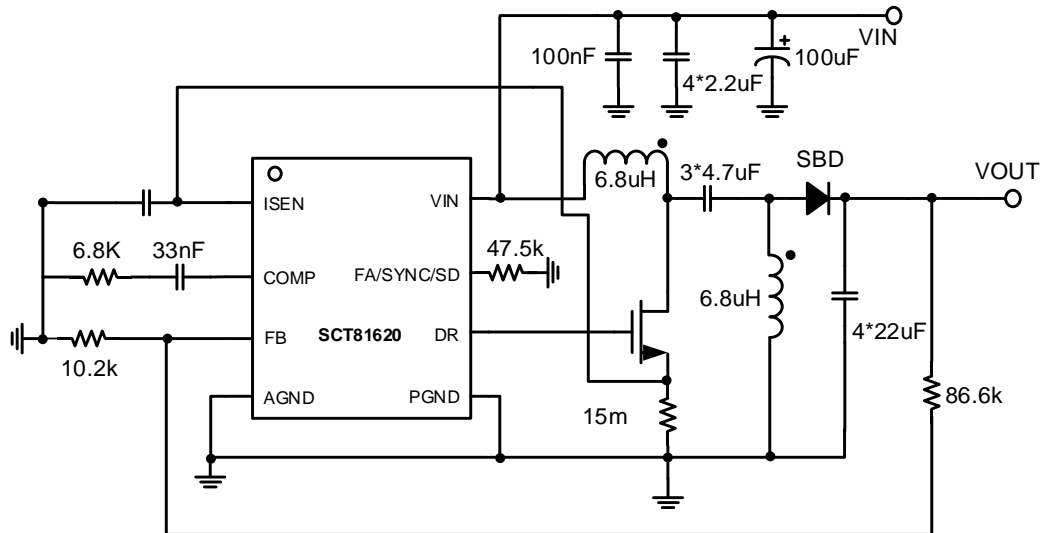 VIN
100nF
4*2.2uF
+
100uF
6.8uH
3*4.7uF
SBD
VOUT
ISEN
VIN
6.8K
33nF
47.5k
COMP
FA/SYNC/SD
6.8uH
FB
SCT81620
DR
4*22uF
10.2k
AGND
PGND
15m
86.6k